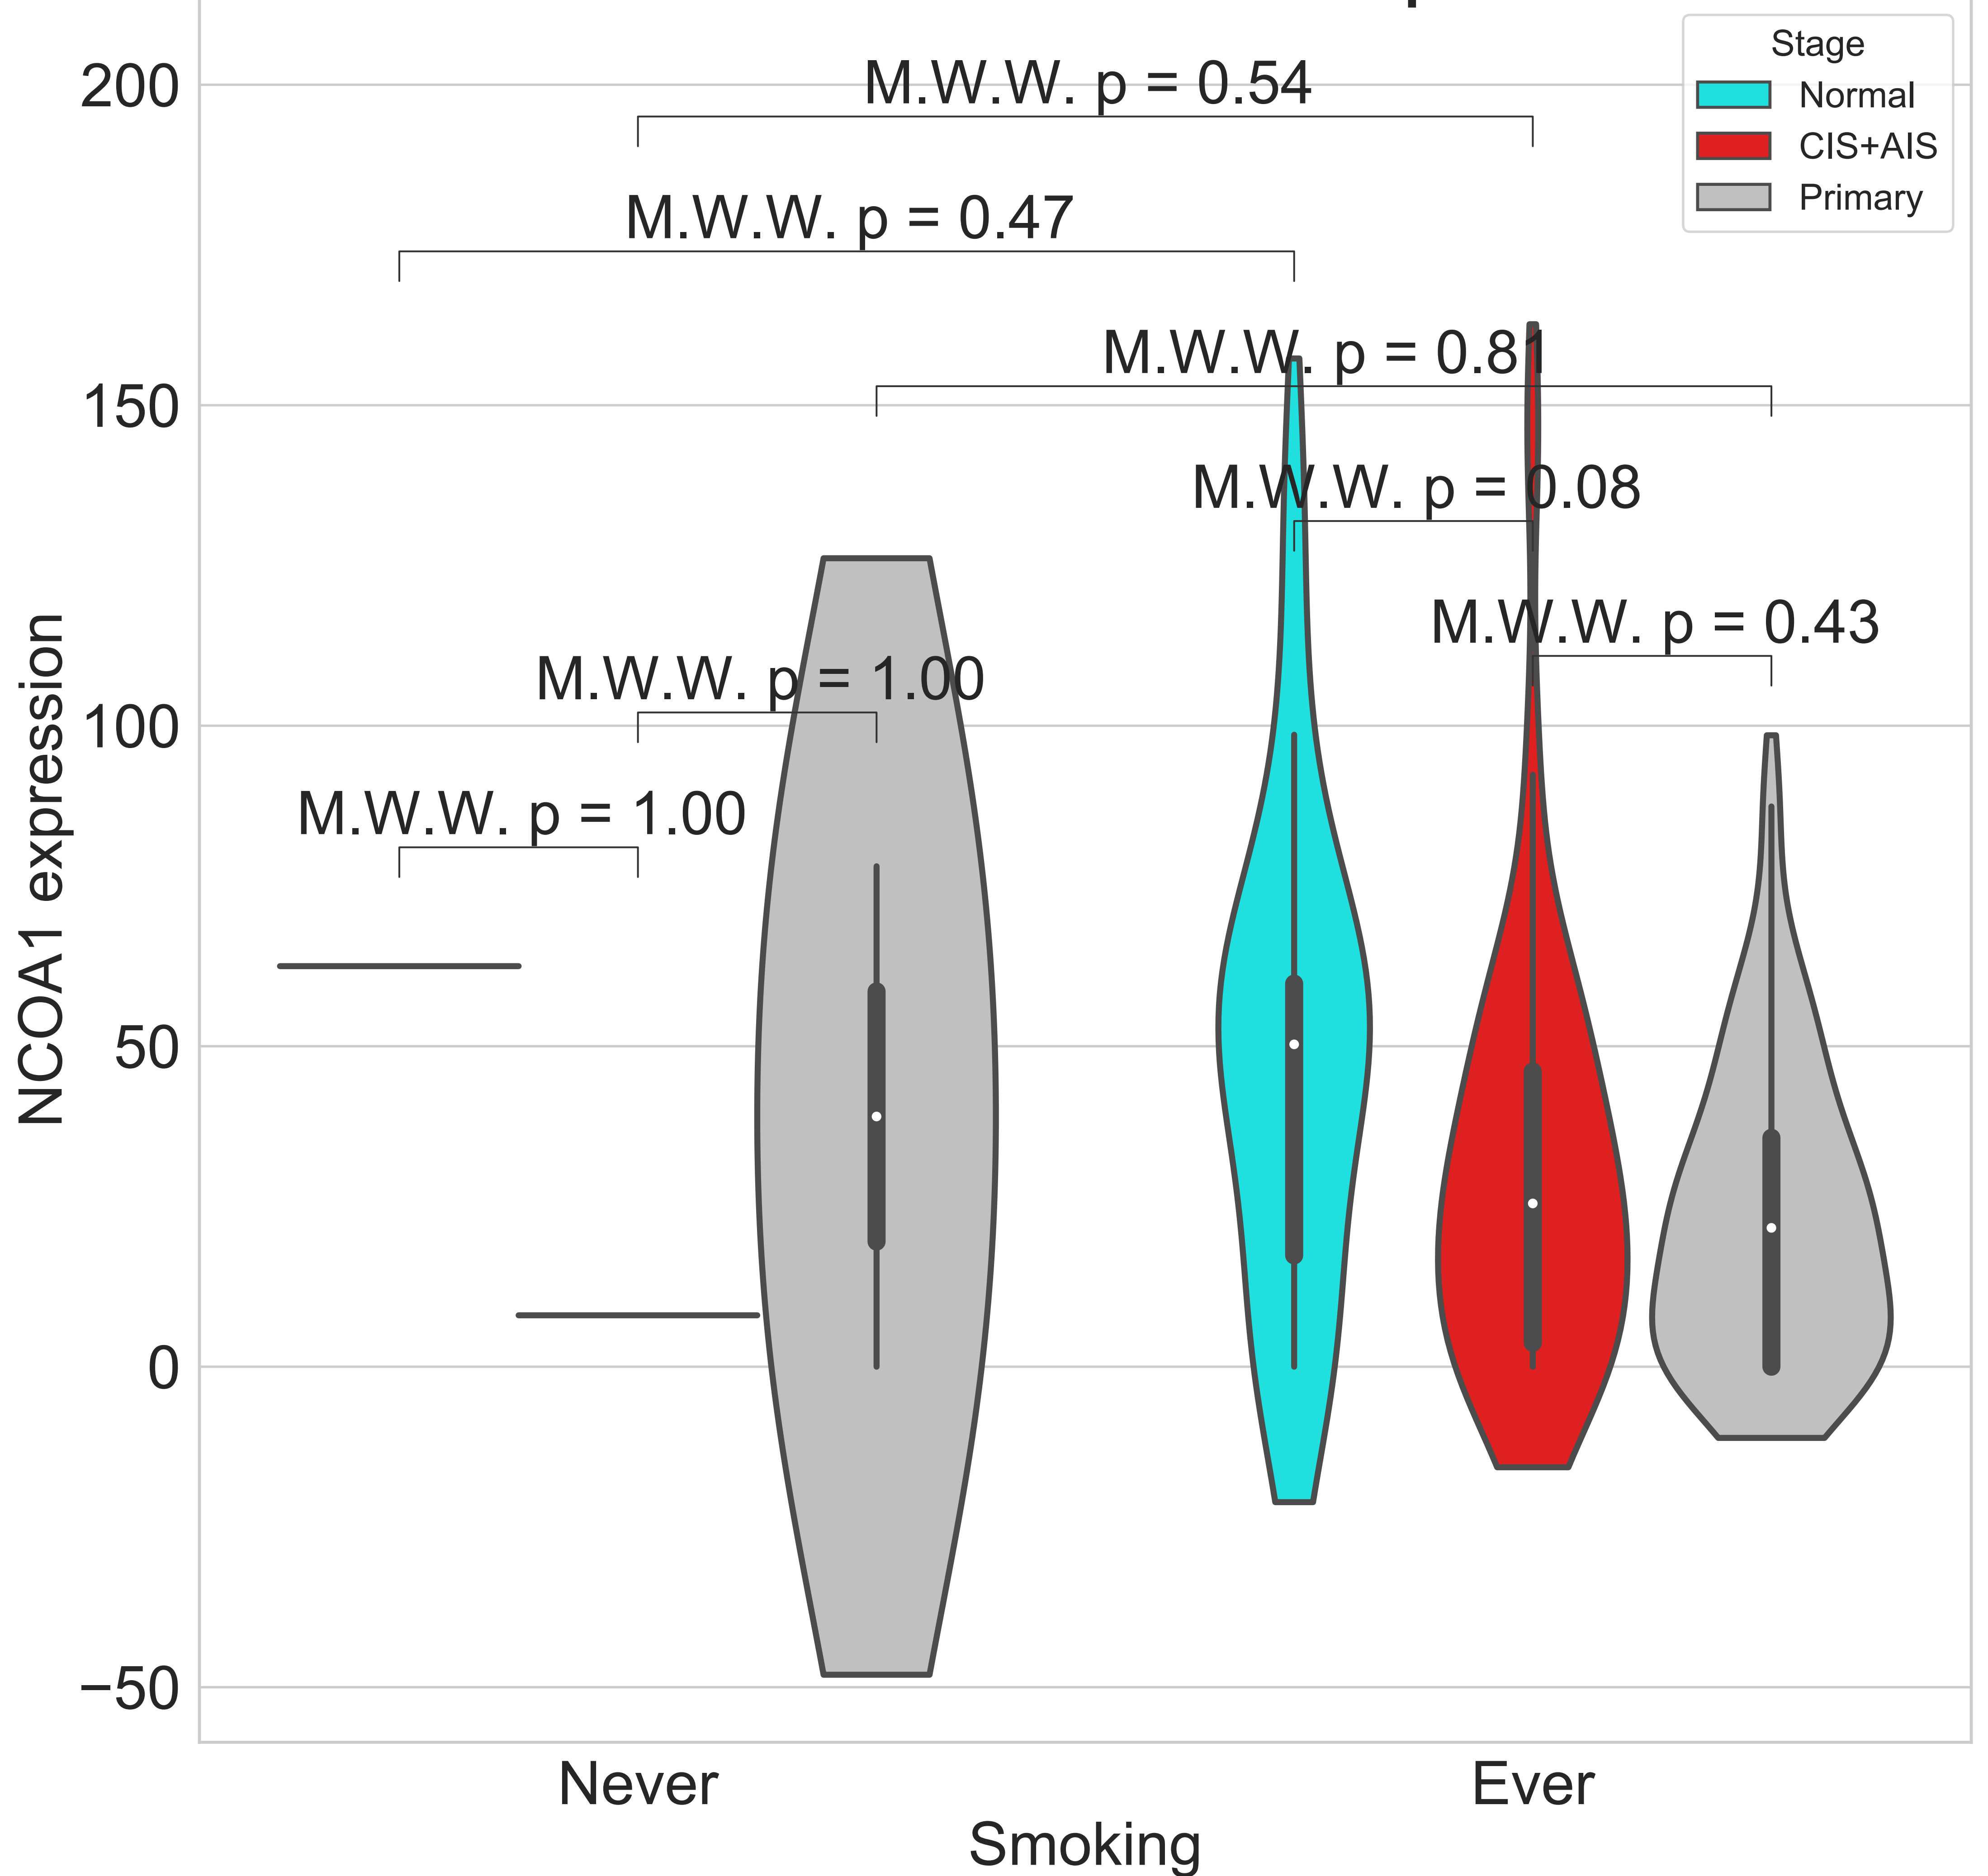 Stage
Normal
CIS+AIS
Primary
M.W.W. p = 0.54
M.W.W. p = 0.47
M.W.W. p = 0.81
M.W.W. p = 0.08
M.W.W. p = 0.43
M.W.W. p = 1.00
M.W.W. p = 1.00
200
150
100
50
0
−50
NCOA1 expression
Never
Ever
Smoking